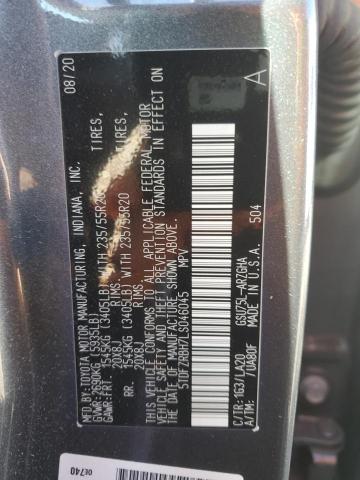 TOYOTA MOTOR MANUFACTURING, INDIANA, INC. 08/20
GVWR:2690KG (5935LB)
GAWR:FRT. 1545KG (3405LB) WITH 235/55R20 TIRES,
20X8J RIMS
RR. 1545KG (3405LB) WITH 235/55R20 TIRES,
20X8J RIMS
THIS VEHICLE CONFORMS TO ALL APPLICABLE FEDERAL MOTOR
VEHICLE SAFETY AND THEFT PREVENTION STANDARDS
IN EFFECT ON THE DATE OF MANUFACTURE SHOWN ABOVE.
5TDFZRBH7LS046045 MPV
504
C/TR:1G3/LA20 GSU75L-ARZGHA
A/TM: /UA80F MADE IN U.S.A.
A
0E740